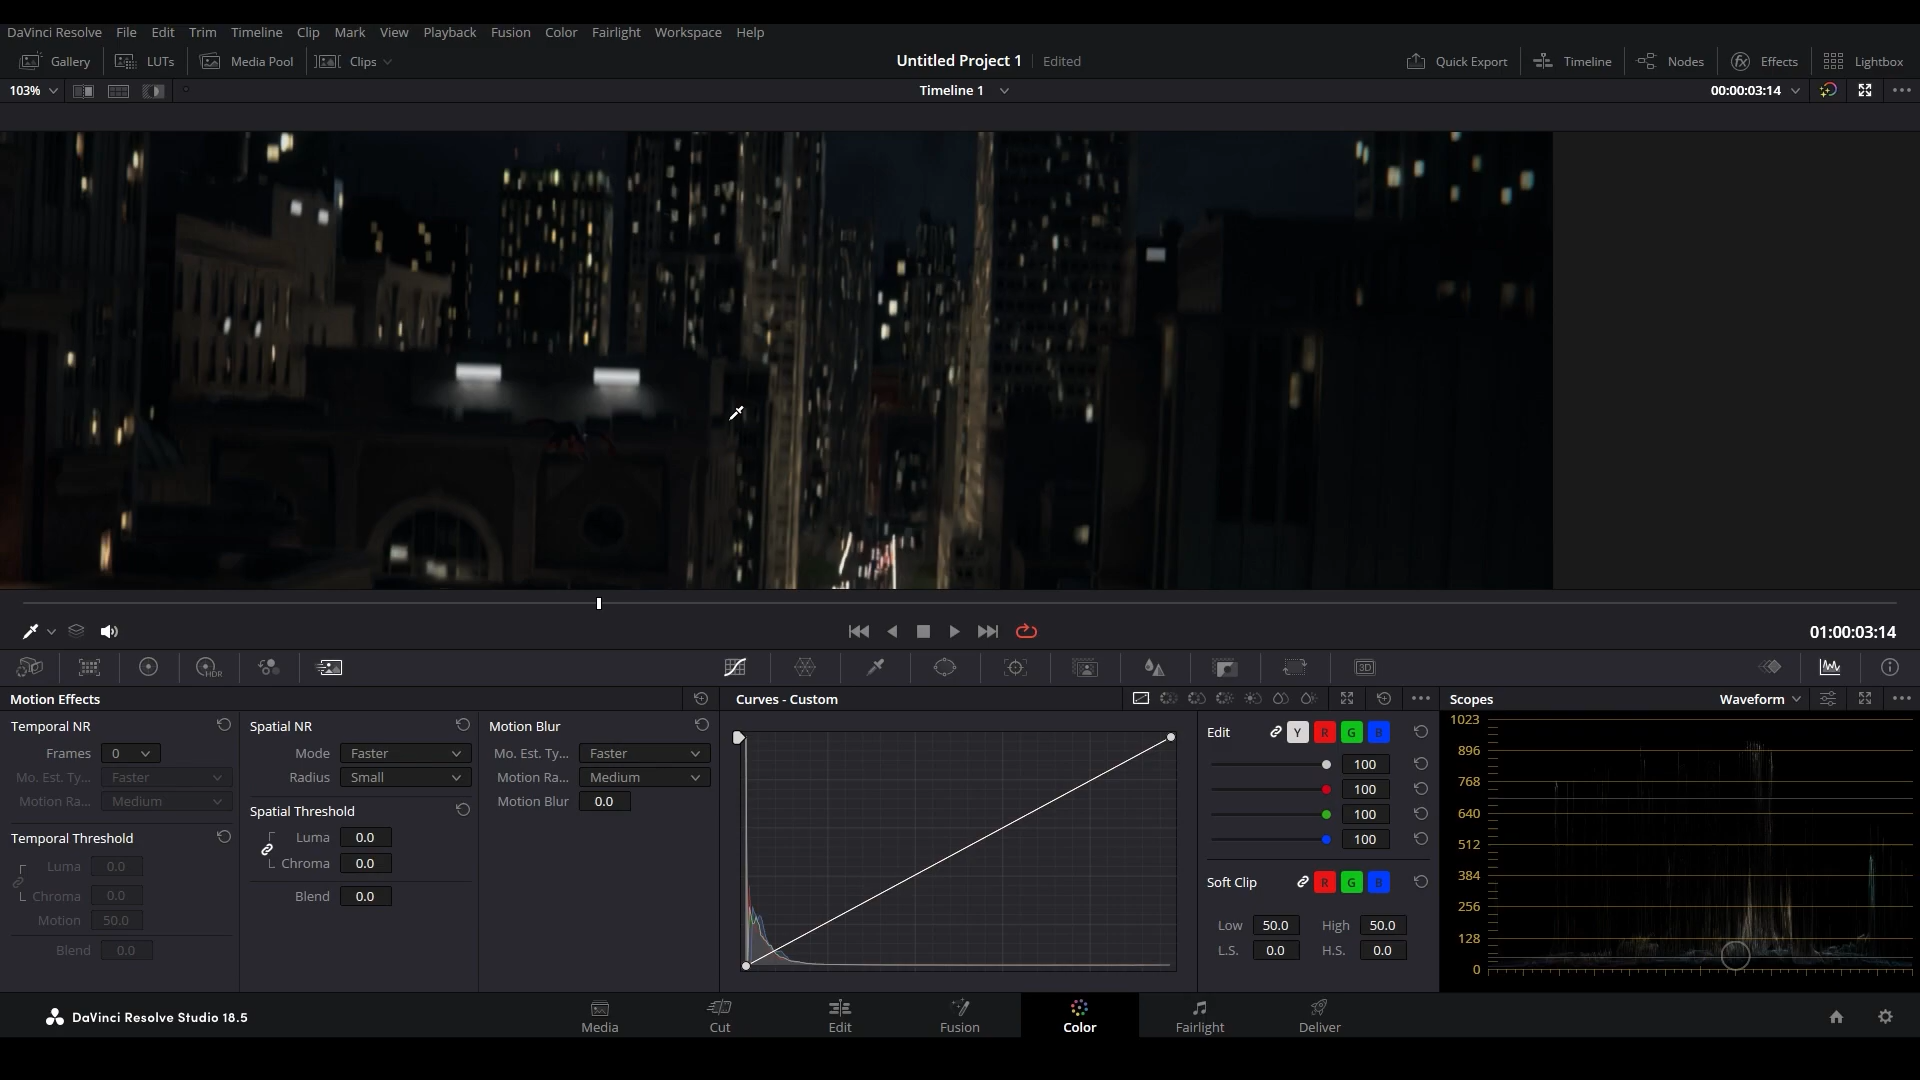 DaVinci Resolve File Edit Trim Timeline Clip Mark View Playback Fusion Color Fairlight Workspace Help
Gallery LUTs Media Pool Clips Untitled Project 1 Edited Quick Export Timeline Nodes Effects Lightbox
103% Timeline 1 00:00:03:14
01:00:03:14
HDR 3D
Motion Effects
Temporal NR
Frames 0
Mo. Est. Ty... Faster
Motion Ra... Medium
Temporal Threshold
Luma 0.0
Chroma 0.0
Motion 50.0
Blend 0.0
Spatial NR
Mode Faster
Radius Small
Spatial Threshold
Luma 0.0
Chroma 0.0
Blend 0.0
Motion Blur
Mo. Est. Ty... Faster
Motion Ra... Medium
Motion Blur 0.0
Curves - Custom
Edit Y R G B
100
100
100
100
Soft Clip R G B
Low 50.0 High 50.0
L.S. 0.0 H.S. 0.0
Scopes Waveform
1023
896
768
640
512
384
256
128
0
DaVinci Resolve Studio 18.5
Media Cut Edit Fusion Color Fairlight Deliver